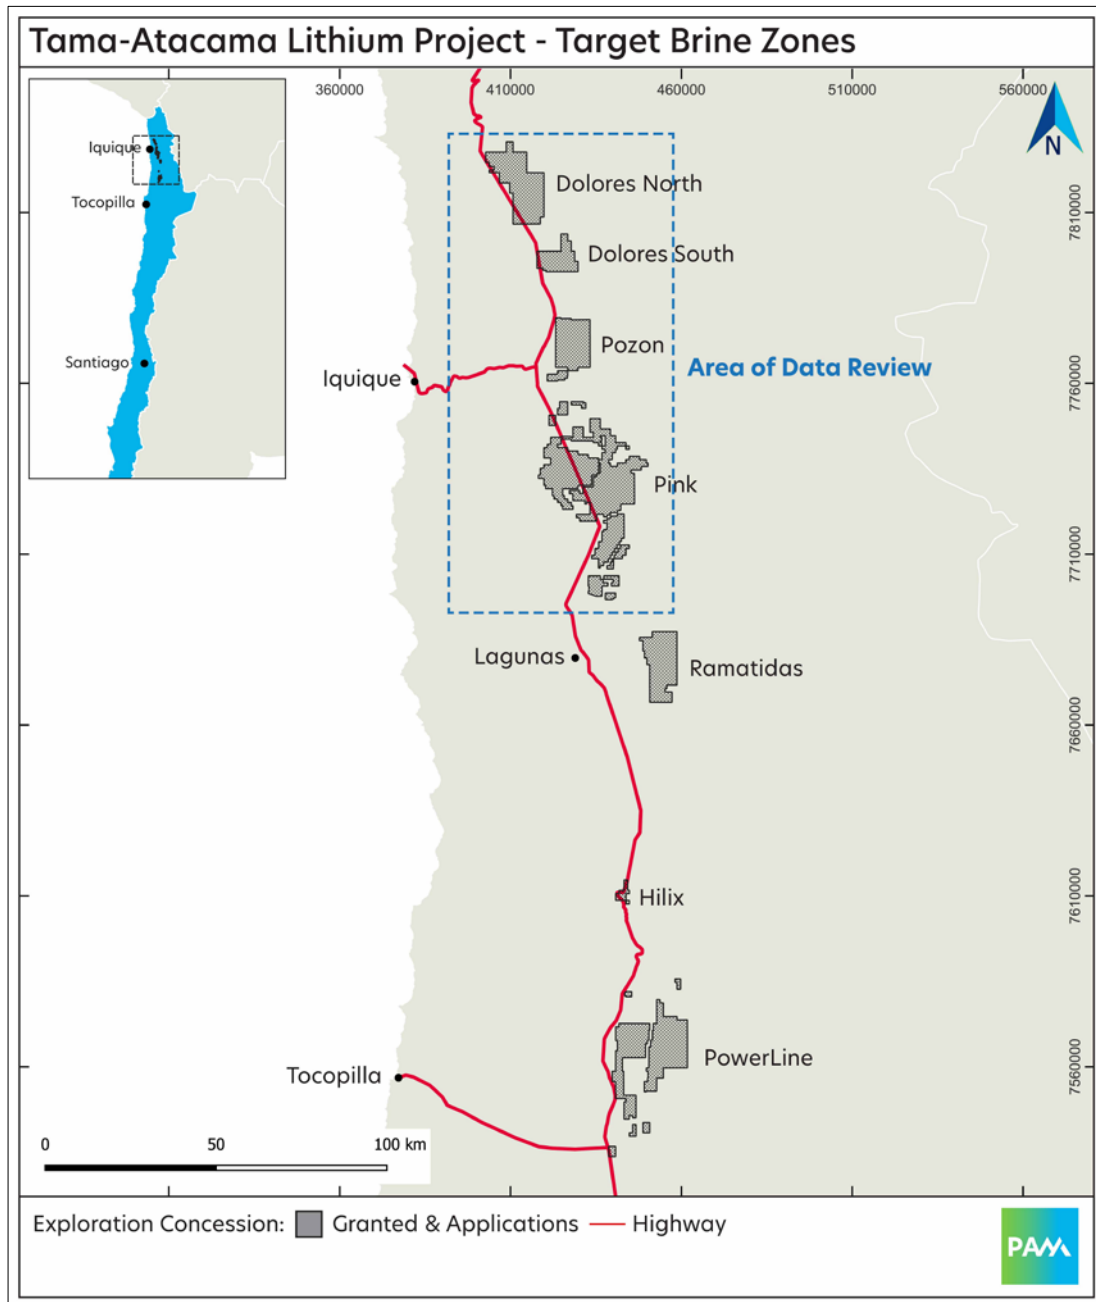 Tama-Atacama Lithium Project - Target Brine Zones
360000
410000
460000
510000
560000
N
Iquique
Tocopilla
Santiago
Dolores North
7810000
Dolores South
Pozon
Area of Data Review
Iquique
7760000
Pink
7710000
Lagunas
Ramatidas
7660000
Hilix
7610000
PowerLine
Tocopilla
7560000
0
50
100 km
Exploration Concession:
Granted & Applications
Highway
PAM